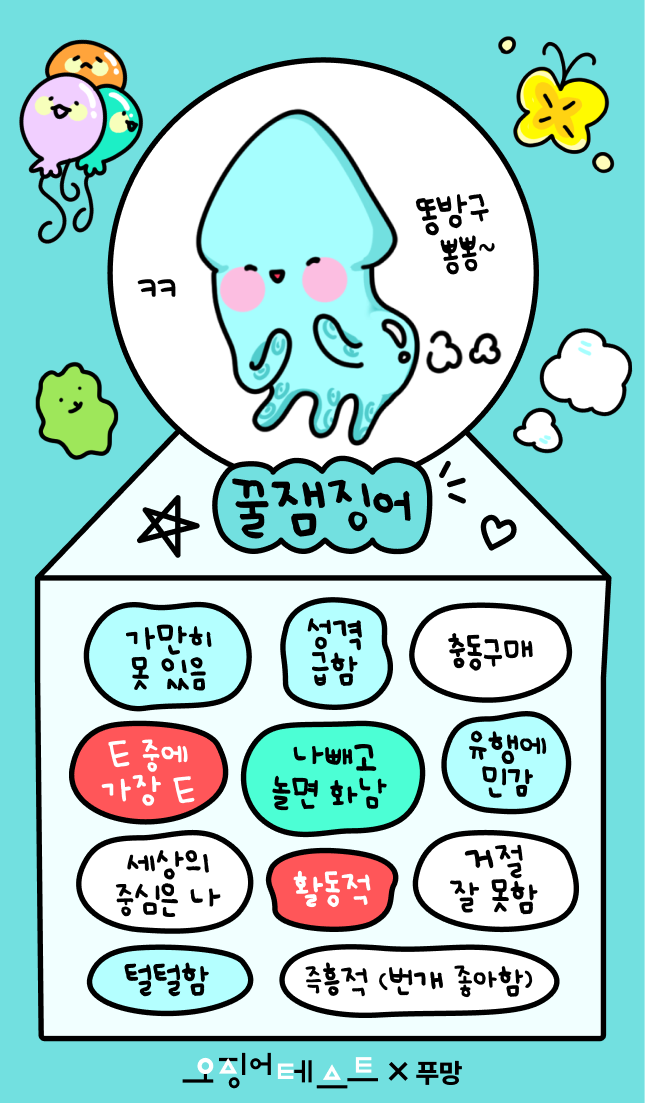 똥방구
뿡뿡~
ㅋㅋ
꿀잼징어
가만히
못 있음
성격
급함
충동구매
E 중에
가장 E
나빼고
놀면 화남
유행에
민감
세상의
중심은 나
활동적
거절
잘 못함
털털함
즉흥적 (번개 좋아함)
오징어테스트 × 푸망